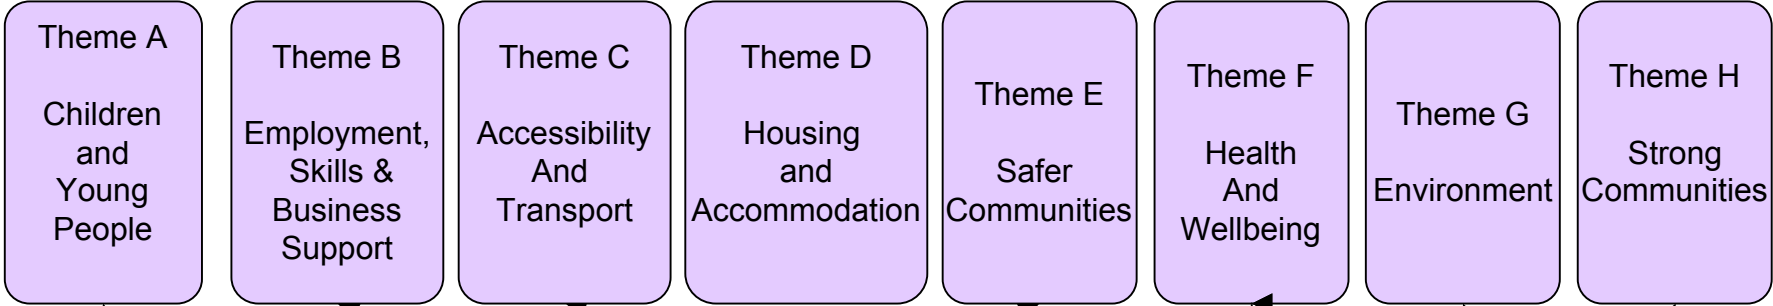 Theme A
Children
and
Young
People
Theme B
Employment,
Skills &
Business
Support
Theme C
Accessibility
And
Transport
Theme D
Housing
and
Accommodation
Theme E
Safer
Communities
Theme F
Health
And
Wellbeing
Theme G
Environment
Theme H
Strong
Communities